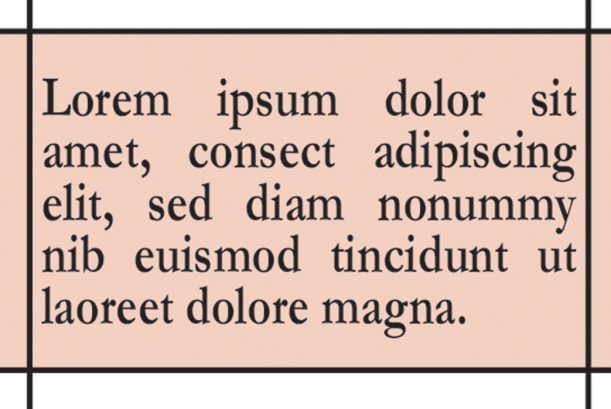 Lorem ipsum dolor sit
amet, consect adipiscing
elit, sed diam nonummy
nib euismod tincidunt ut
laoreet dolore magna.